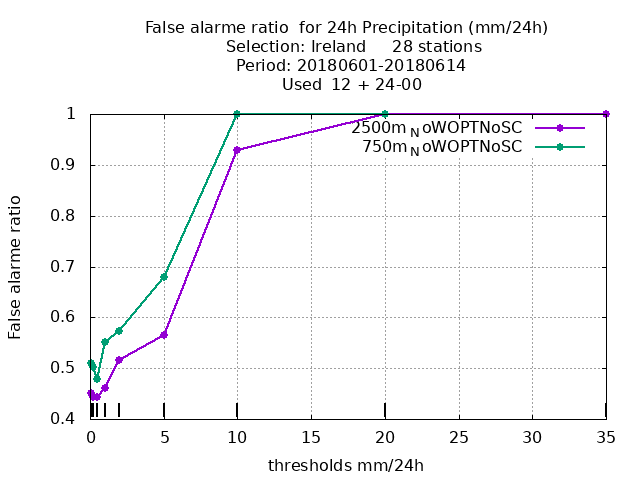 False alarme ratio  for 24h Precipitation (mm/24h)
Selection: Ireland     28 stations
Period: 20180601-20180614
Used  12 + 24-00
2500m_NoWOPTNoSC
750m_NoWOPTNoSC
1
0.9
0.8
0.7
0.6
0.5
0.4
False alarme ratio
0 5 10 15 20 25 30 35
thresholds mm/24h